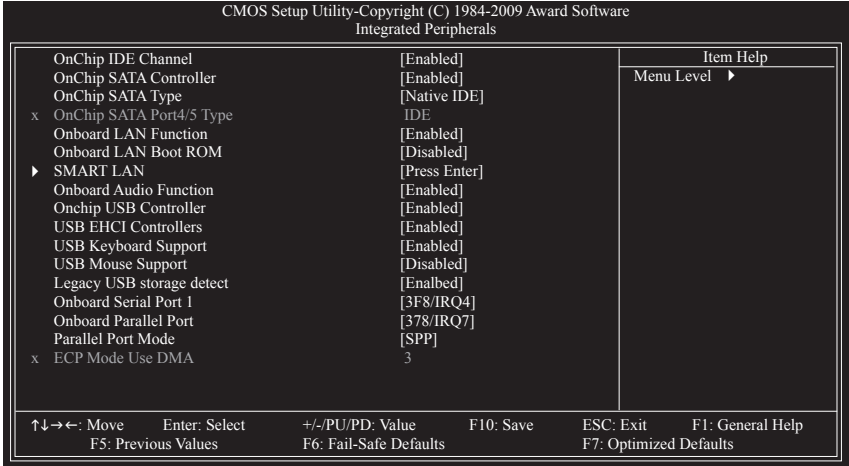 CMOS Setup Utility-Copyright (C) 1984-2009 Award Software
Integrated Peripherals
OnChip IDE Channel [Enabled] Item Help
OnChip SATA Controller [Enabled] Menu Level ▶
OnChip SATA Type [Native IDE]
x OnChip SATA Port4/5 Type IDE
Onboard LAN Function [Enabled]
Onboard LAN Boot ROM [Disabled]
▶ SMART LAN [Press Enter]
Onboard Audio Function [Enabled]
Onchip USB Controller [Enabled]
USB EHCI Controllers [Enabled]
USB Keyboard Support [Enabled]
USB Mouse Support [Disabled]
Legacy USB storage detect [Enalbed]
Onboard Serial Port 1 [3F8/IRQ4]
Onboard Parallel Port [378/IRQ7]
Parallel Port Mode [SPP]
x ECP Mode Use DMA 3
↑↓→←: Move Enter: Select +/-/PU/PD: Value F10: Save ESC: Exit F1: General Help
F5: Previous Values F6: Fail-Safe Defaults F7: Optimized Defaults